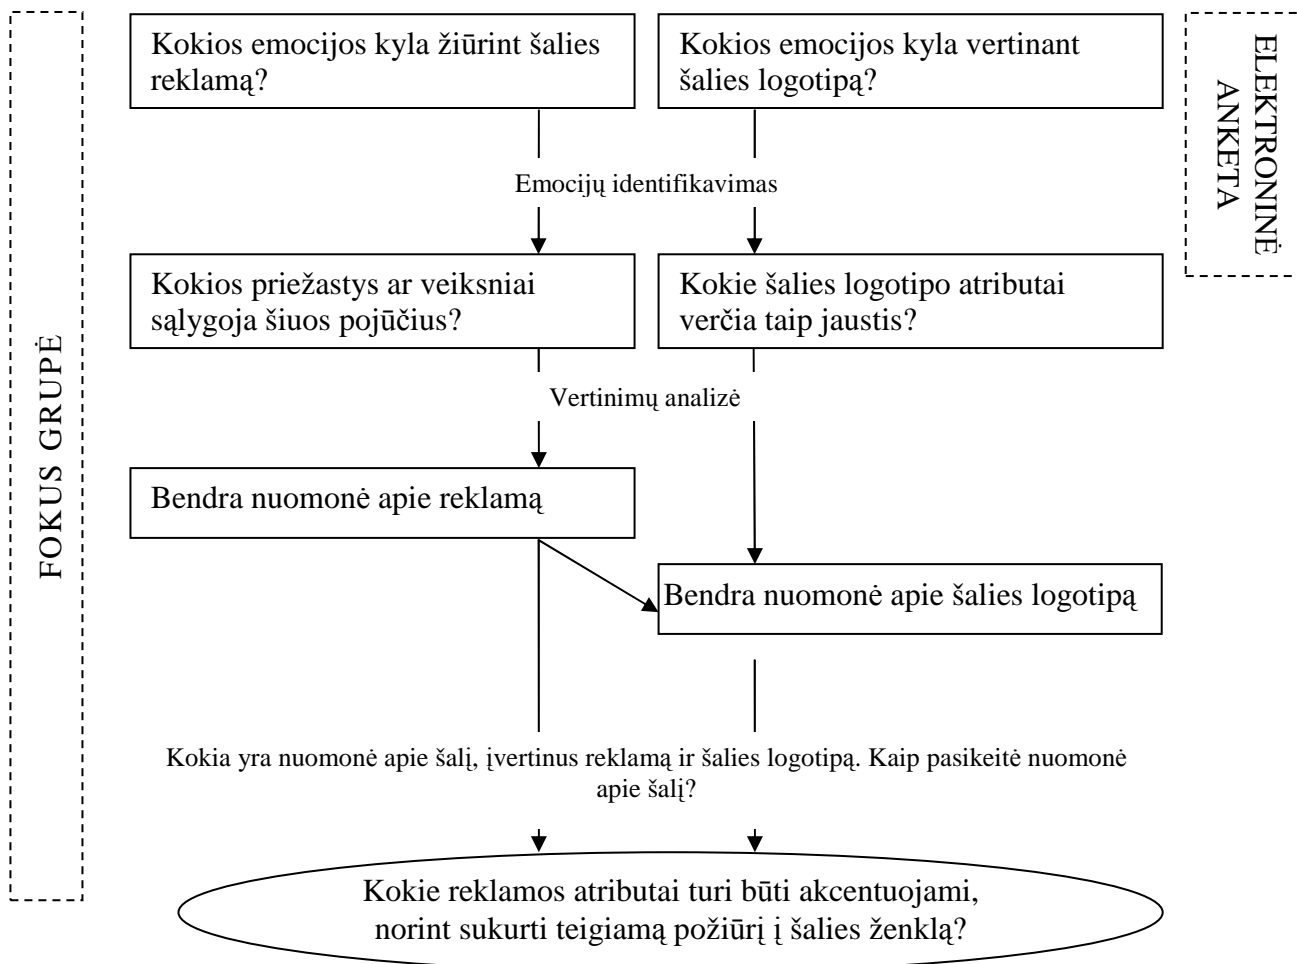 Kokios emocijos kyla žiūrint šalies
reklamą?
Kokios emocijos kyla vertinant
šalies logotipą?
ELEKTRONINĖ
ANKETA
Emocijų identifikavimas
Kokios priežastys ar veiksniai
sąlygoja šiuos pojūčius?
Kokie šalies logotipo atributai
verčia taip jaustis?
FOKUS GRUPĖ
Vertinimų analizė
Bendra nuomonė apie reklamą
Bendra nuomonė apie šalies logotipą
Kokia yra nuomonė apie šalį, įvertinus reklamą ir šalies logotipą. Kaip pasikeitė nuomonė
apie šalį?
Kokie reklamos atributai turi būti akcentuojami,
norint sukurti teigiamą požiūrį į šalies ženklą?